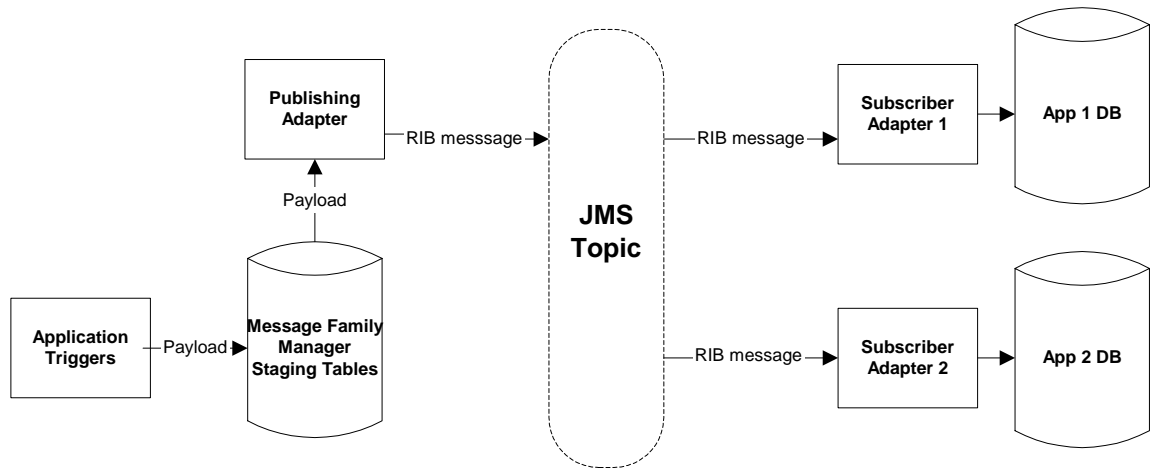 Application
Triggers
Payload
Message Family
Manager
Staging Tables
Payload
Publishing
Adapter
RIB messsage
JMS
Topic
RIB message
Subscriber
Adapter 1
App 1 DB
RIB message
Subscriber
Adapter 2
App 2 DB